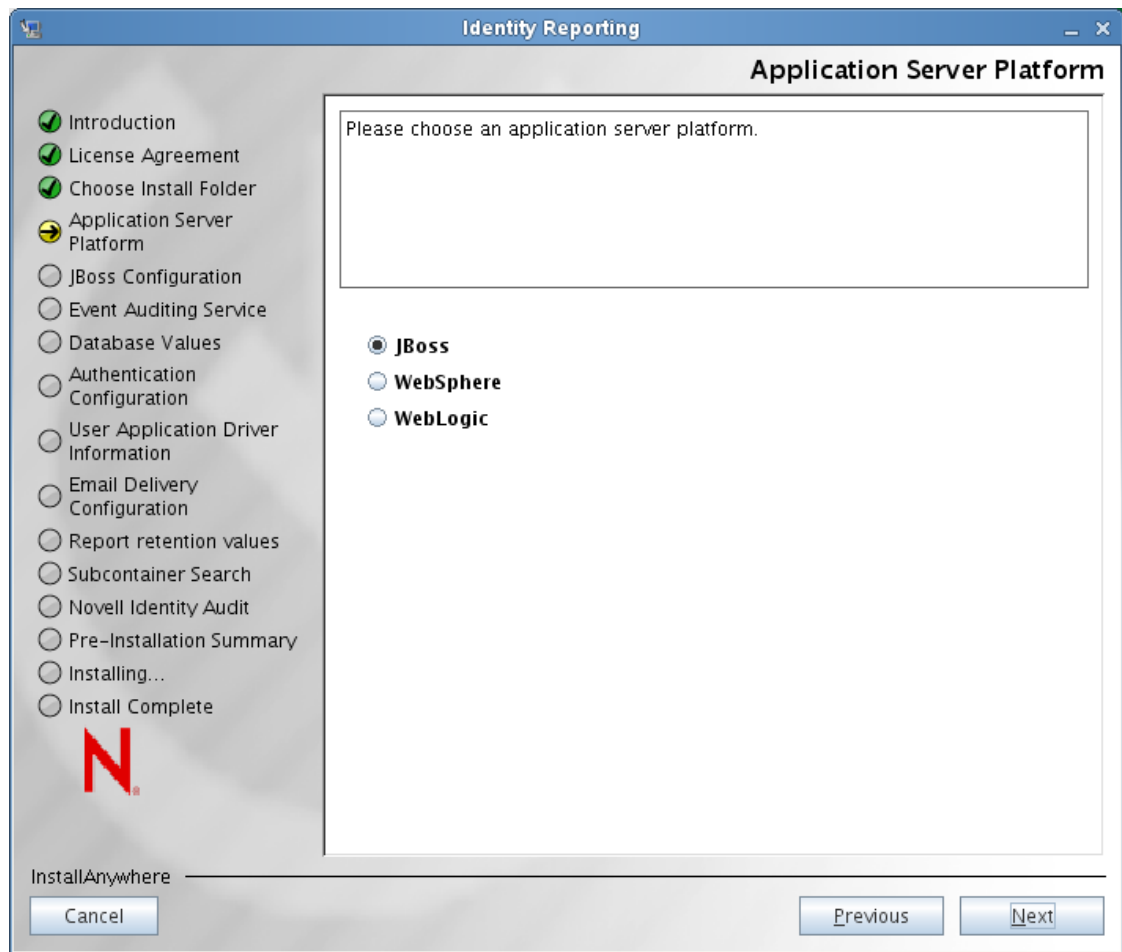 Identity Reporting
Application Server Platform
Introduction
License Agreement
Choose Install Folder
Application Server
Platform
JBoss Configuration
Event Auditing Service
Database Values
Authentication
Configuration
User Application Driver
Information
Email Delivery
Configuration
Report retention values
Subcontainer Search
Novell Identity Audit
Pre-Installation Summary
Installing...
Install Complete
N®
Please choose an application server platform.
JBoss
WebSphere
WebLogic
InstallAnywhere
Cancel
Previous
Next